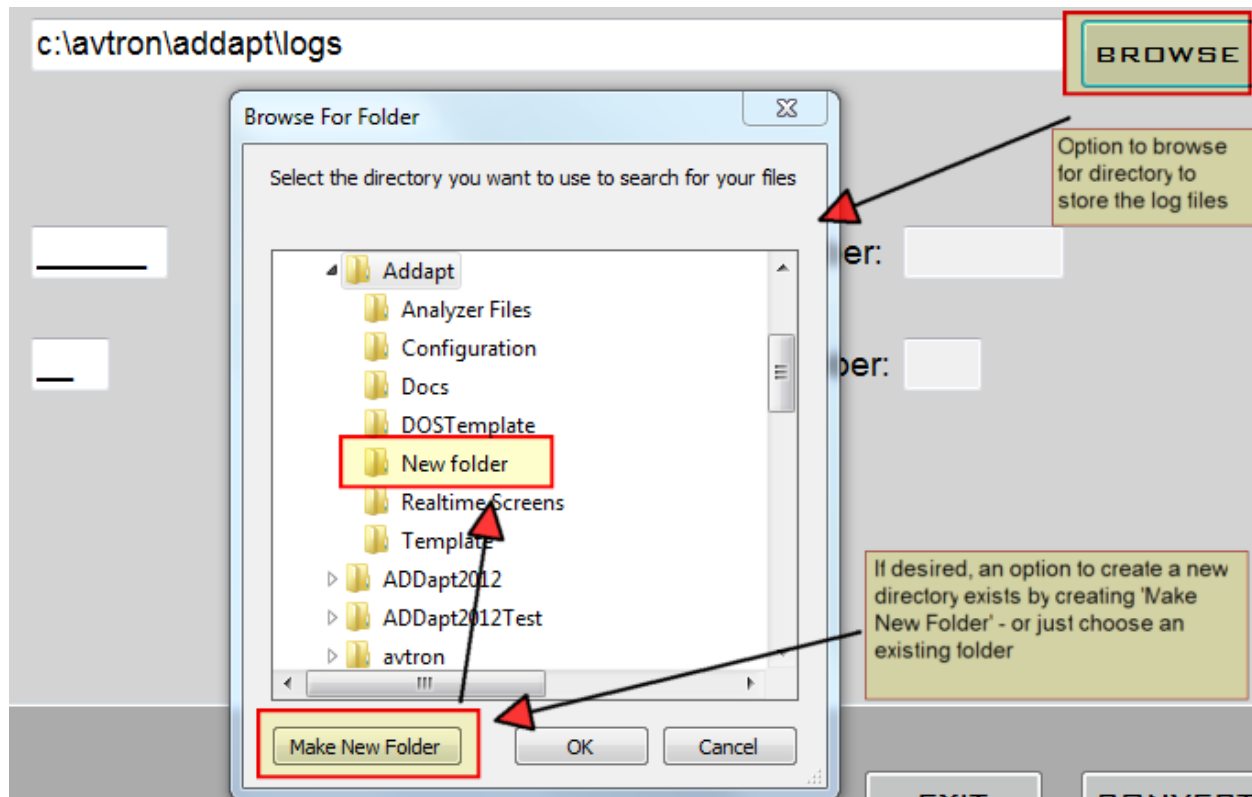 c:\avtron\addapt\logs
BROWSE
Browse For Folder
Option to browse
for directory to
store the log files
Select the directory you want to use to search for your files
er:
Addapt
Analyzer Files
Configuration
Docs
ber:
DOSTemplate
New folder
Realtime Screens
Template
ADDapt2012
ADDapt2012Test
avtron
If desired, an option to create a new
directory exists by creating 'Make
New Folder' - or just choose an
existing folder
Make New Folder
OK
Cancel
EXIT
CONVERT